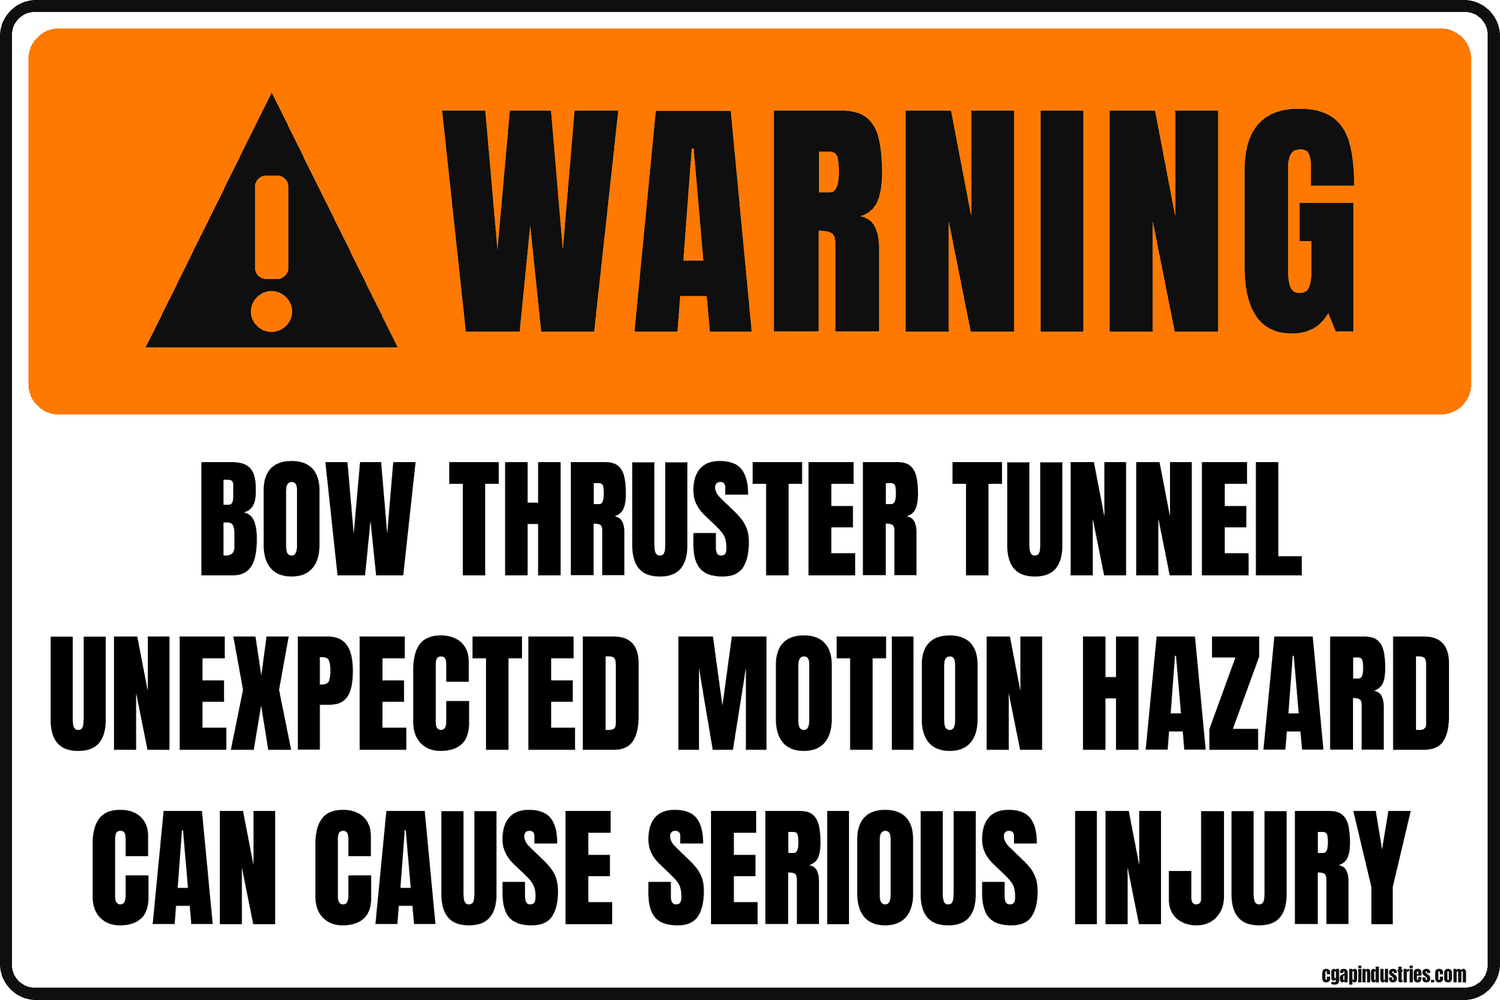 WARNING
BOW THRUSTER TUNNEL
UNEXPECTED MOTION HAZARD
CAN CAUSE SERIOUS INJURY
cgapindustries.com